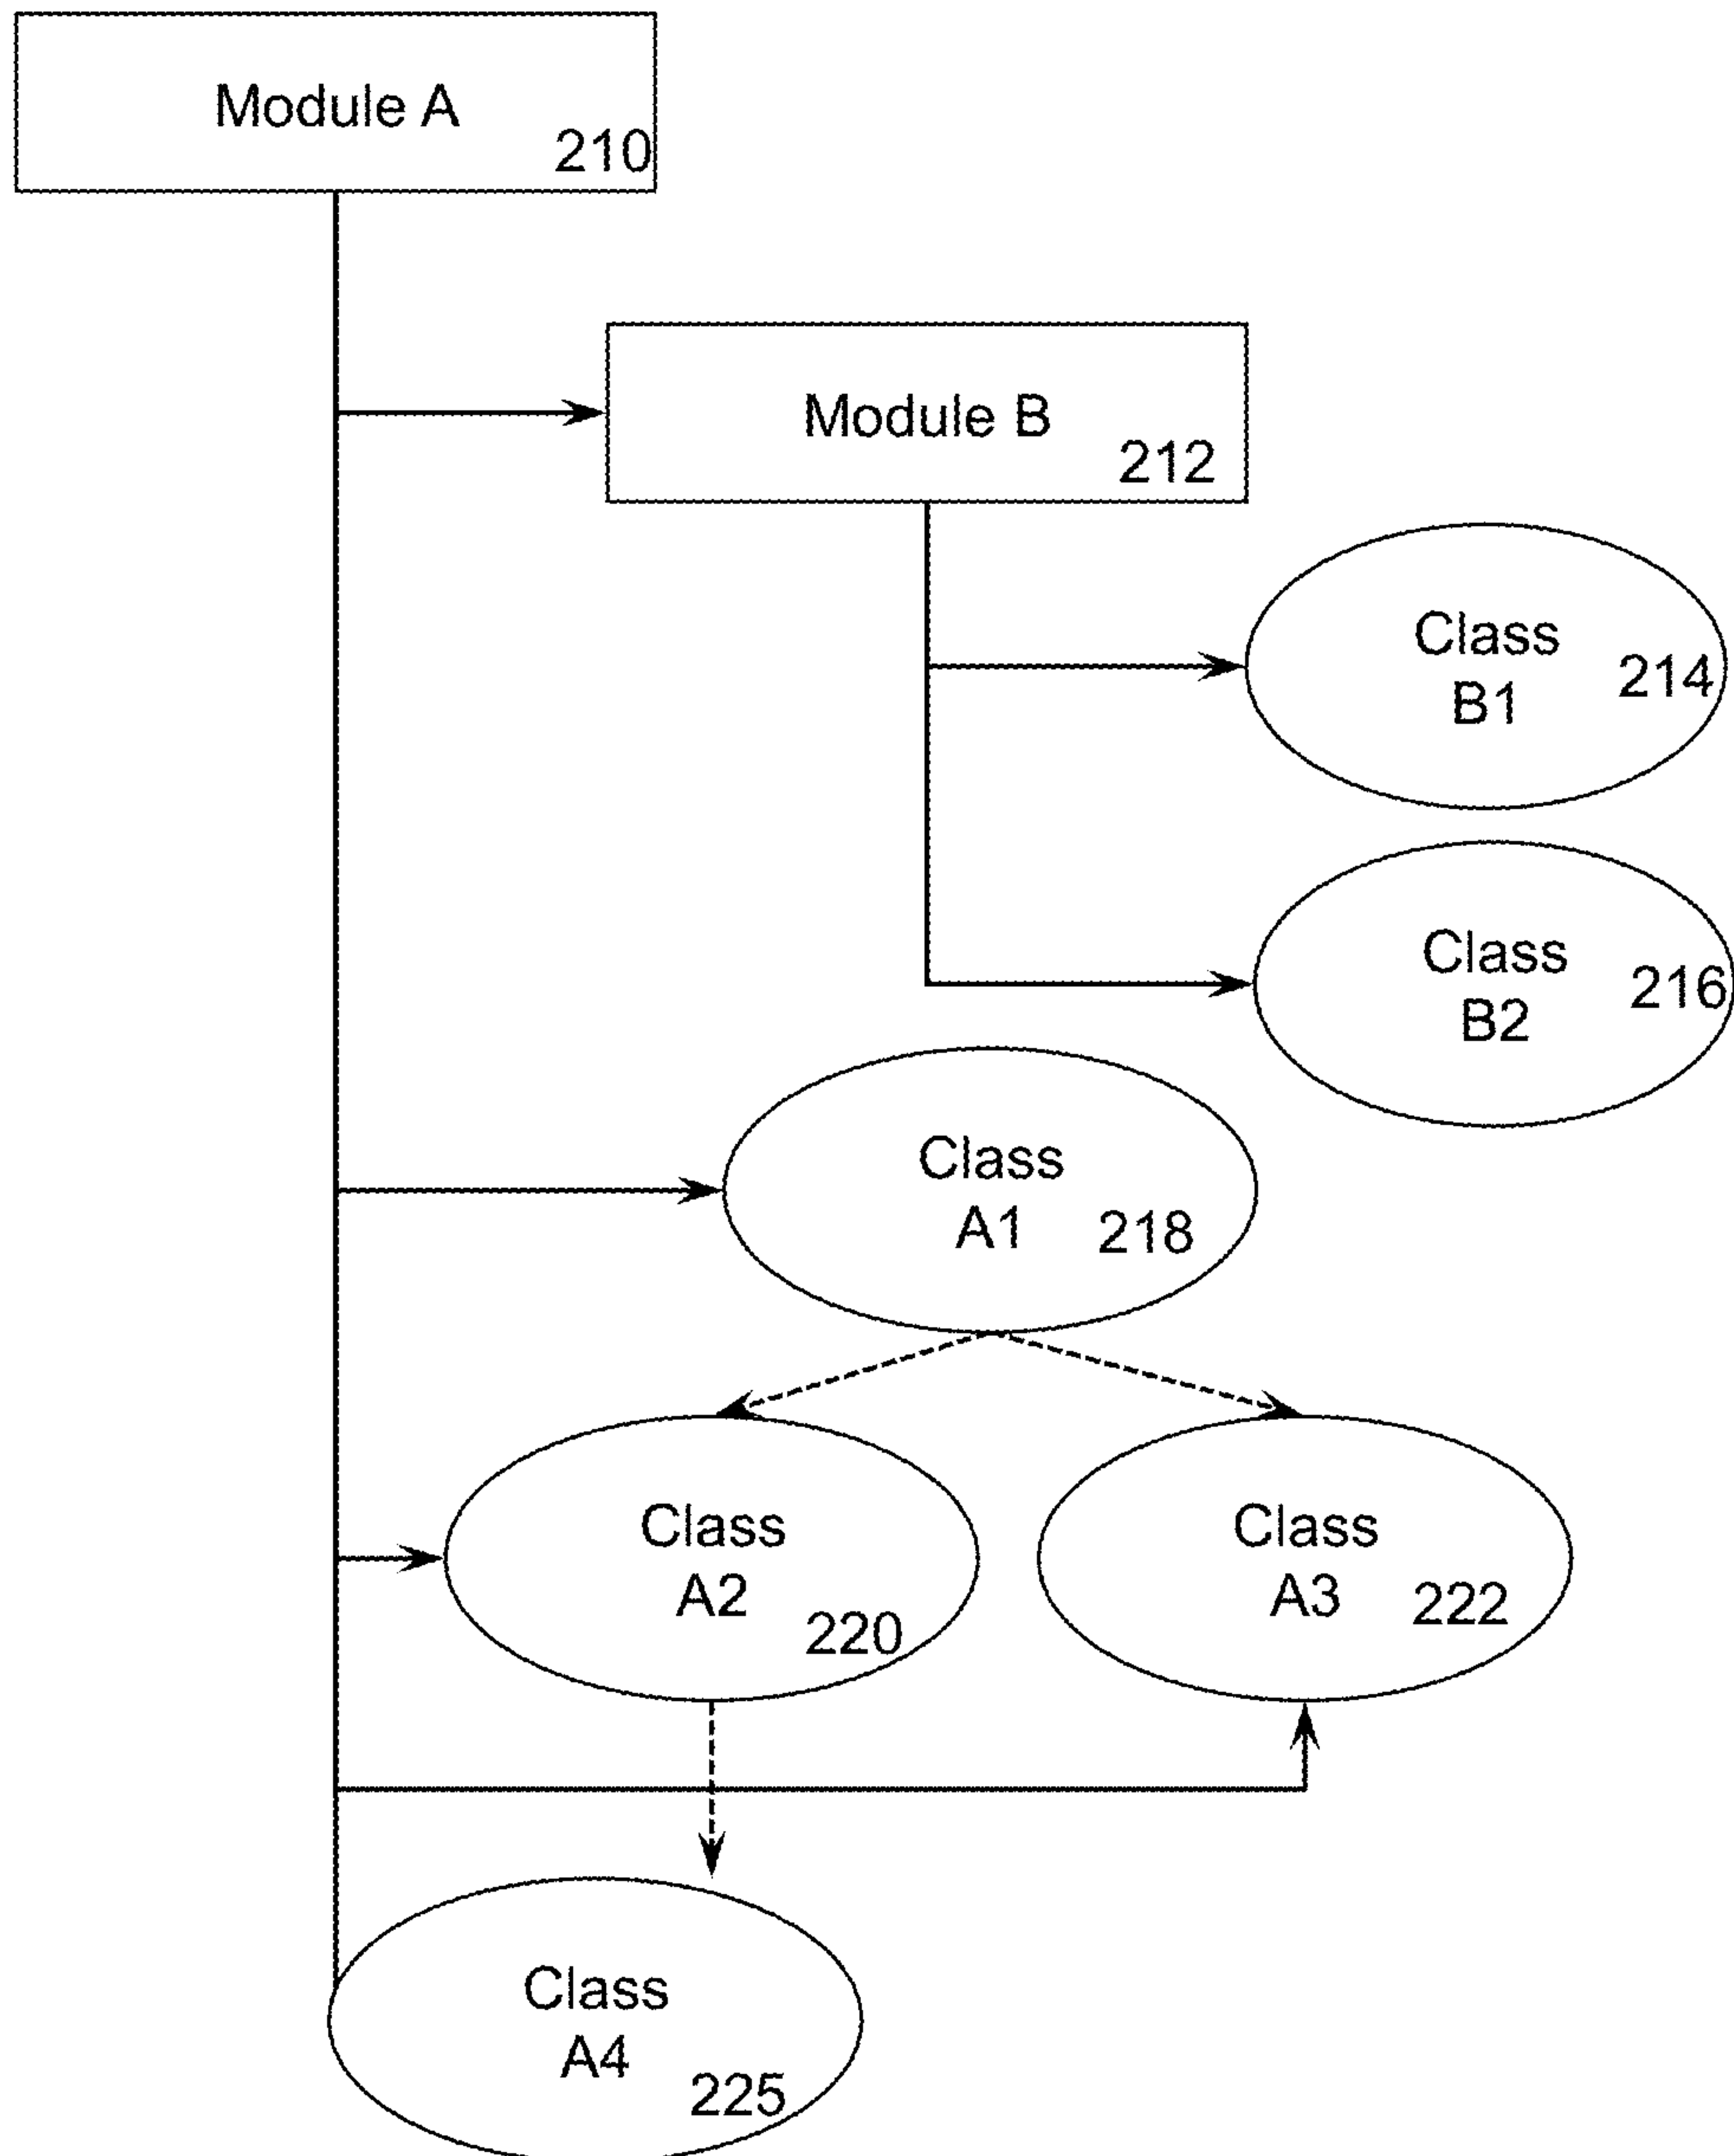 Module A
210
Module B
212
Class
B1
214
Class
B2
216
Class
A1
218
Class
A2
220
Class
A3
222
Class
A4
225